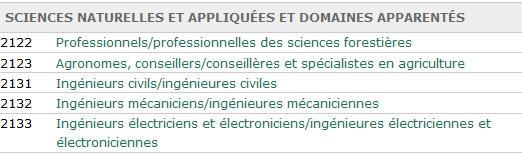 SCIENCES NATURELLES ET APPLIQUÉES ET DOMAINES APPARENTÉS
2122 Professionnels/professionnelles des sciences forestières
2123 Agronomes, conseillers/conseillères et spécialistes en agriculture
2131 Ingénieurs civils/ingénieures civiles
2132 Ingénieurs mécaniciens/ingénieures mécaniciennes
2133 Ingénieurs électriciens et électroniciens/ingénieures électriciennes et
électroniciennes